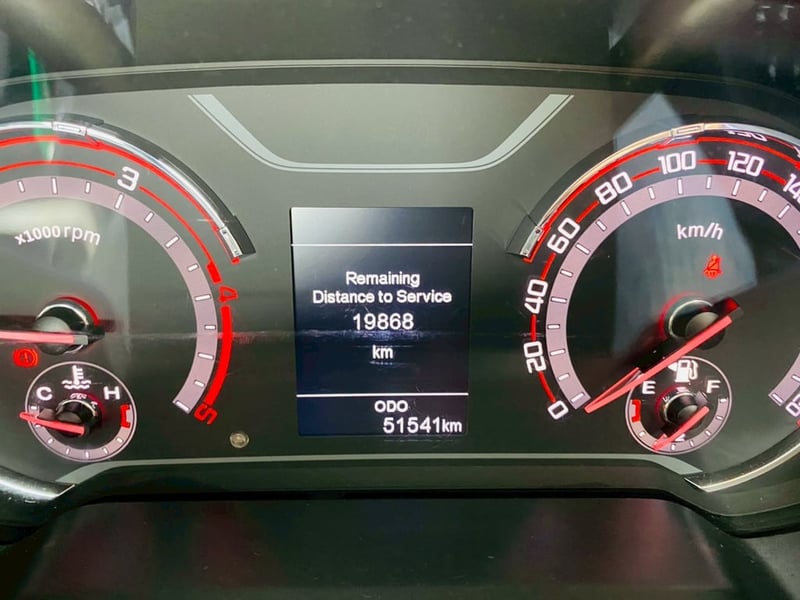 3
x1000 rpm
4
5
C H
Remaining
Distance to Service
19868
km
ODO
51541km
0
20
40
60
80
100
120
km/h
E F